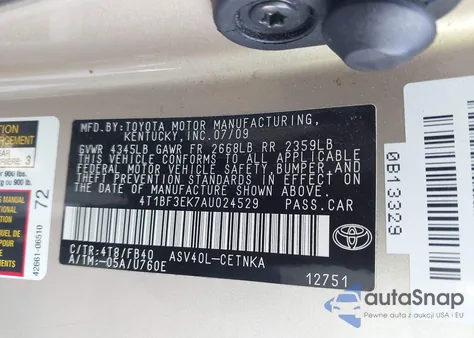 MFD. BY: TOYOTA MOTOR MANUFACTURING,
KENTUCKY, INC. 07/09
GVWR 4345LB GAWR FR 2668LB RR 2359LB
THIS VEHICLE CONFORMS TO ALL APPLICABLE
FEDERAL MOTOR VEHICLE SAFETY, BUMPER,
AND THEFT PREVENTION STANDARDS IN EFFECT
ON THE DATE OF MANUFACTURE SHOWN ABOVE.
4T1BF3EK7AU024529 PASS.CAR
C/TR:4T8/FB40 ASV40L-CETNKA
A/TM:-05A/U760E
TOYOTA
12751
72
42661-06510
0B13329
autoSnap
Pewne auta z USA i EU